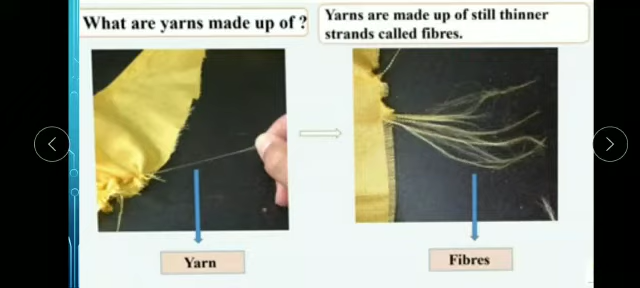 What are yarns made up of ?
Yarns are made up of still thinner
strands called fibres.
Yarn
Fibres